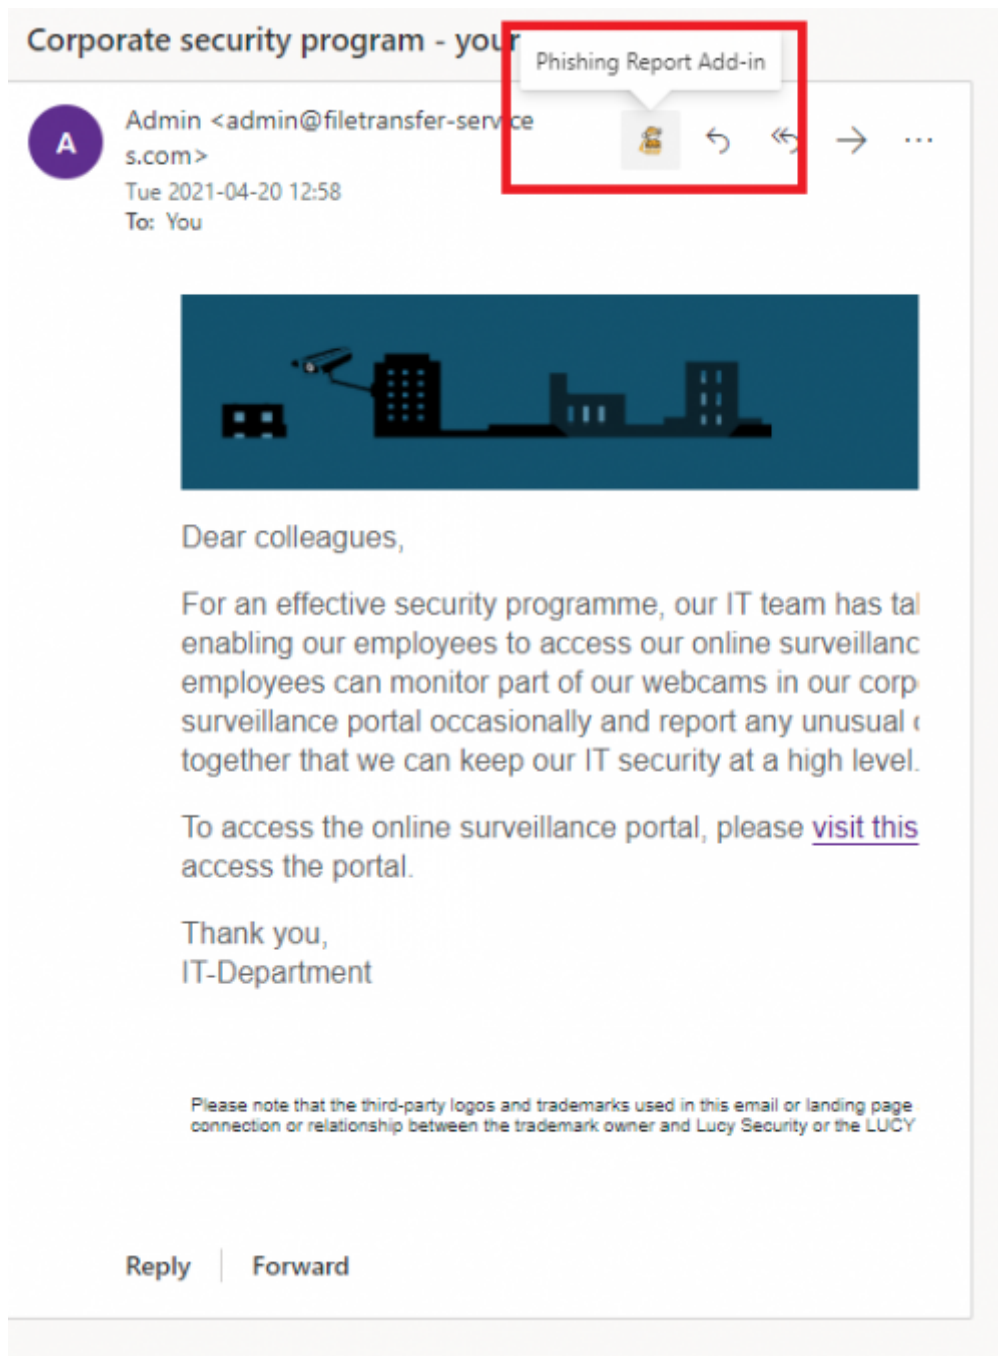 Corporate security program - your
Phishing Report Add-in
A
Admin <admin@filetransfer-service
s.com>
Tue 2021-04-20 12:58
To: You
Dear colleagues,
For an effective security programme, our IT team has
enabling our employees to access our online
employees can monitor part of our webcams in our
surveillance portal occasionally and report any unusual
together that we can keep our IT security at a high level.
To access the online surveillance portal, please visit this
access the portal.
Thank you,
IT-Department
Please note that the third-party logos and trademarks used in this email or landing page
connection or relationship between the trademark owner and Lucy Security or the LUCY
Reply
Forward